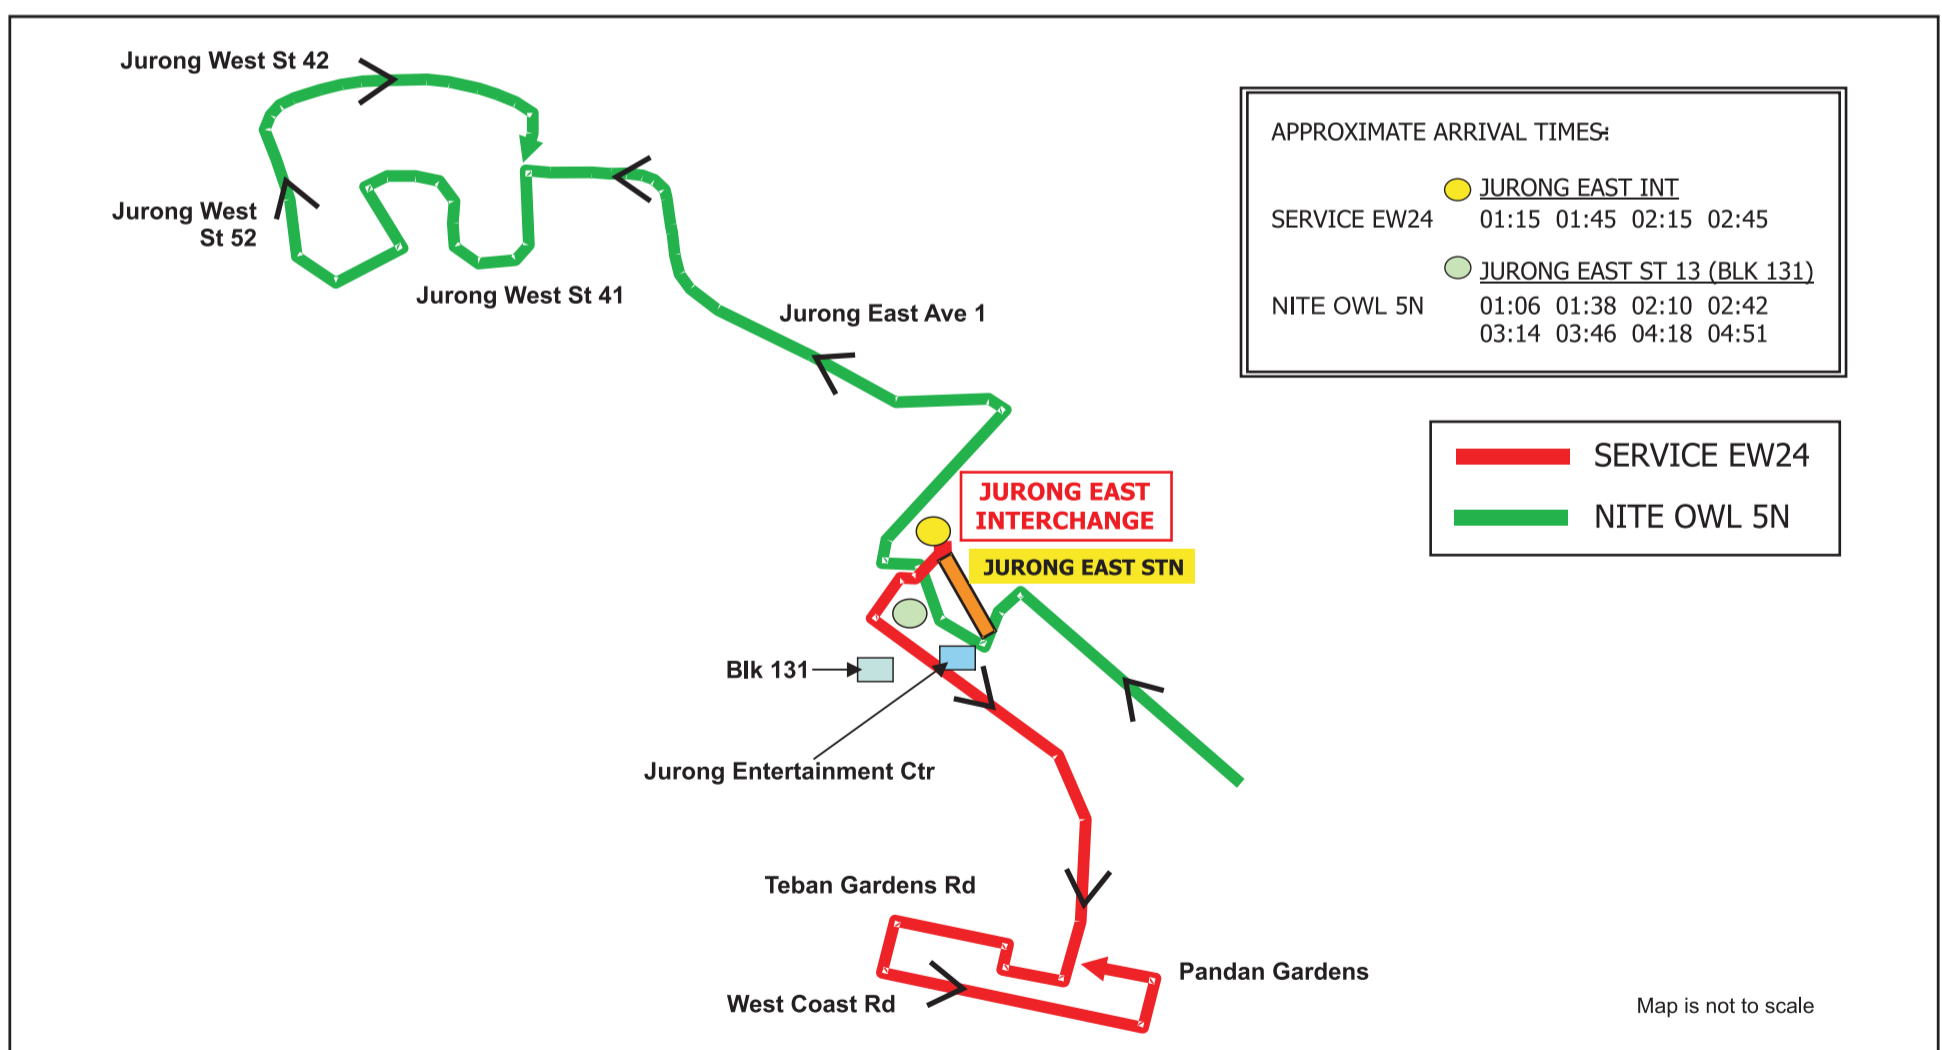 Jurong West St 42
Jurong West
St 52
Jurong West St 41
Jurong East Ave 1
APPROXIMATE ARRIVAL TIMES:
JURONG EAST INT
SERVICE EW24 01:15 01:45 02:15 02:45
JURONG EAST ST 13 (BLK 131)
NITE OWL 5N 01:06 01:38 02:10 02:42
03:14 03:46 04:18 04:51
SERVICE EW24
NITE OWL 5N
JURONG EAST
INTERCHANGE
JURONG EAST STN
Blk 131
Jurong Entertainment Ctr
Teban Gardens Rd
Pandan Gardens
West Coast Rd
Map is not to scale